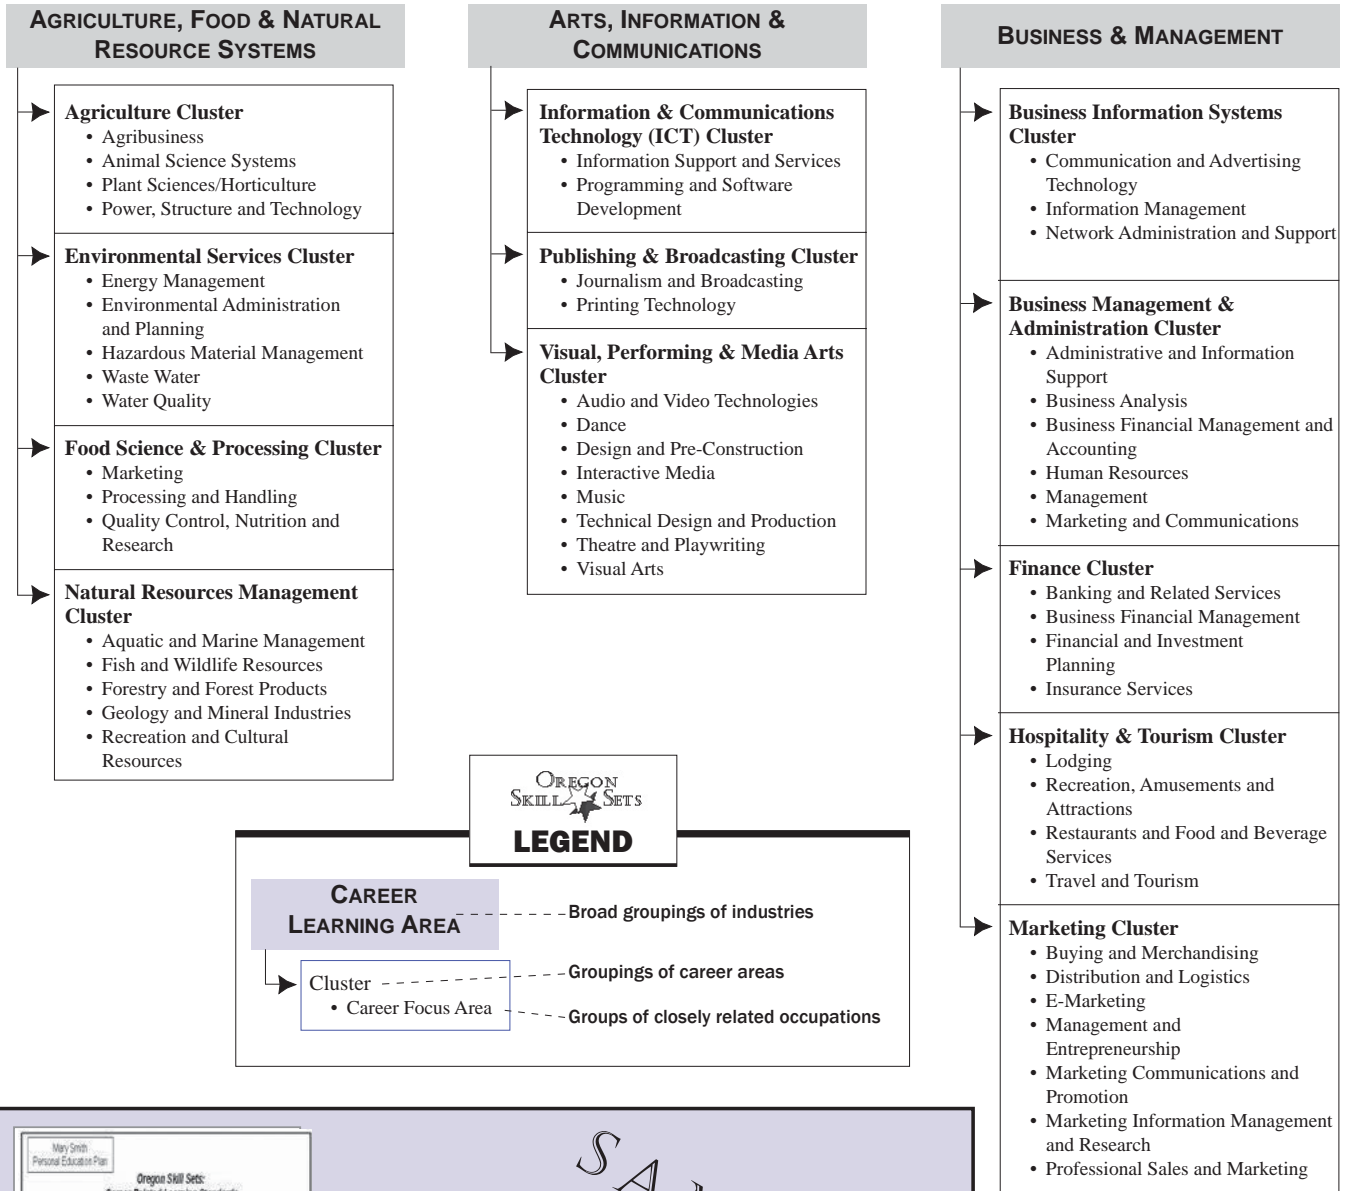 AGRICULTURE, FOOD & NATURAL
RESOURCE SYSTEMS
Agriculture Cluster
• Agribusiness
• Animal Science Systems
• Plant Sciences/Horticulture
• Power, Structure and Technology
Environmental Services Cluster
• Energy Management
• Environmental Administration
and Planning
• Hazardous Material Management
• Waste Water
• Water Quality
Food Science & Processing Cluster
• Marketing
• Processing and Handling
• Quality Control, Nutrition and
Research
Natural Resources Management
Cluster
• Aquatic and Marine Management
• Fish and Wildlife Resources
• Forestry and Forest Products
• Geology and Mineral Industries
• Recreation and Cultural
Resources
ARTS, INFORMATION &
COMMUNICATIONS
Information & Communications
Technology (ICT) Cluster
• Information Support and Services
• Programming and Software
Development
Publishing & Broadcasting Cluster
• Journalism and Broadcasting
• Printing Technology
Visual, Performing & Media Arts
Cluster
• Audio and Video Technologies
• Dance
• Design and Pre-Construction
• Interactive Media
• Music
• Technical Design and Production
• Theatre and Playwriting
• Visual Arts
BUSINESS & MANAGEMENT
Business Information Systems
Cluster
• Communication and Advertising
Technology
• Information Management
• Network Administration and Support
Business Management &
Administration Cluster
• Administrative and Information
Support
• Business Analysis
• Business Financial Management and
Accounting
• Human Resources
• Management
• Marketing and Communications
Finance Cluster
• Banking and Related Services
• Business Financial Management
• Financial and Investment
Planning
• Insurance Services
Hospitality & Tourism Cluster
• Lodging
• Recreation, Amusements and
Attractions
• Restaurants and Food and Beverage
Services
• Travel and Tourism
Marketing Cluster
• Buying and Merchandising
• Distribution and Logistics
• E-Marketing
• Management and
Entrepreneurship
• Marketing Communications and
Promotion
• Marketing Information Management
and Research
• Professional Sales and Marketing
OREGON
SKILL SETS
LEGEND
CAREER
LEARNING AREA
Broad groupings of industries
Cluster
Groupings of career areas
• Career Focus Area
Groups of closely related occupations
Mary Smith
Personal Education Plan
Oregon Skill Sets:
S A